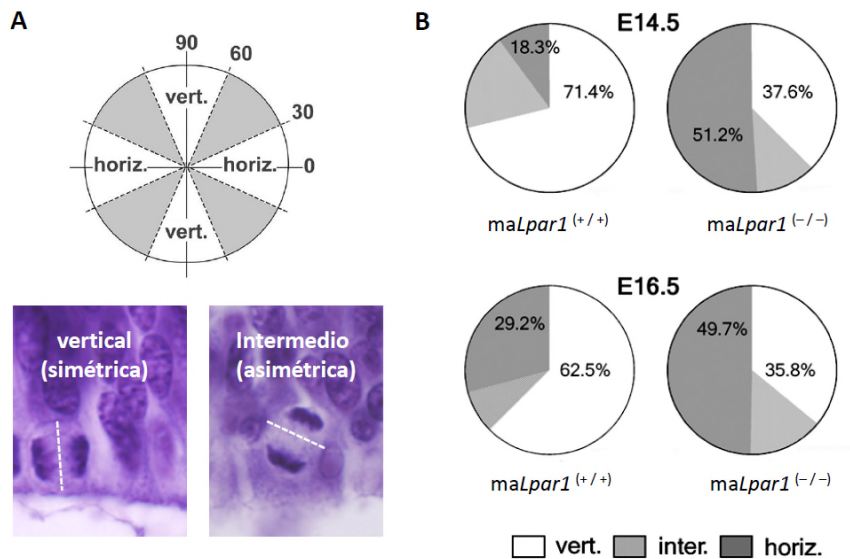 A
90
60
30
0
vert.
horiz.
horiz.
vert.
vertical
(simétrica)
Intermedio
(asimétrica)
B
E14.5
18.3%
71.4%
37.6%
51.2%
maLpar1 (+/+)
maLpar1 (–/–)
E16.5
29.2%
62.5%
49.7%
35.8%
maLpar1 (+/+)
maLpar1 (–/–)
vert. inter. horiz.